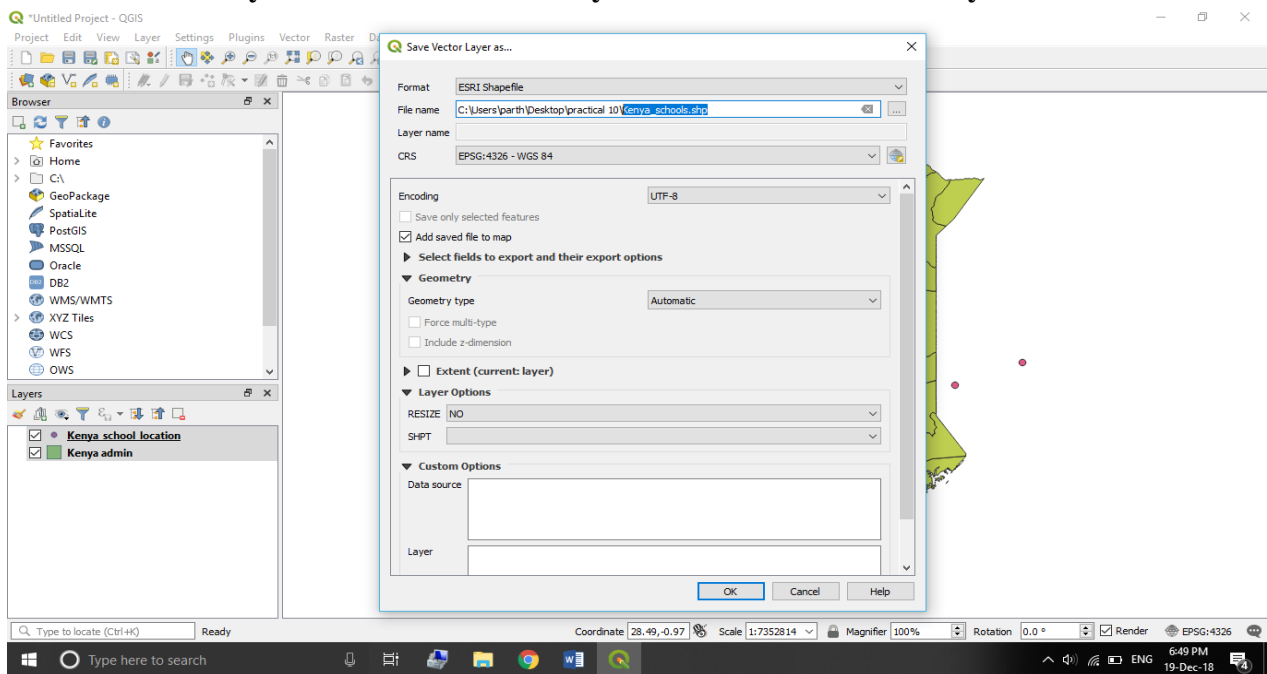 *Untitled Project - QGIS
Project Edit View Layer Settings Plugins Vector Raster Da
Browser
Favorites
Home
C:\
GeoPackage
SpatiaLite
PostGIS
MSSQL
Oracle
DB2
WMS/WMTS
XYZ Tiles
WCS
WFS
OWS
Layers
Kenya school location
Kenya admin
Save Vector Layer as...
Format ESRI Shapefile
File name C:\Users\parth\Desktop\practical 10\Kenya_schools.shp ...
Layer name
CRS EPSG:4326 - WGS 84
Encoding UTF-8
Save only selected features
Add saved file to map
Select fields to export and their export options
Geometry
Geometry type Automatic
Force multi-type
Include z-dimension
Extent (current: layer)
Layer Options
RESIZE NO
SHPT
Custom Options
Data source
Layer
OK Cancel Help
Type to locate (Ctrl+K) Ready Coordinate 28.49,-0.97 Scale 1:7352814 Magnifier 100% Rotation 0.0 ° Render EPSG:4326
Type here to search ENG 6:49 PM
19-Dec-18 4